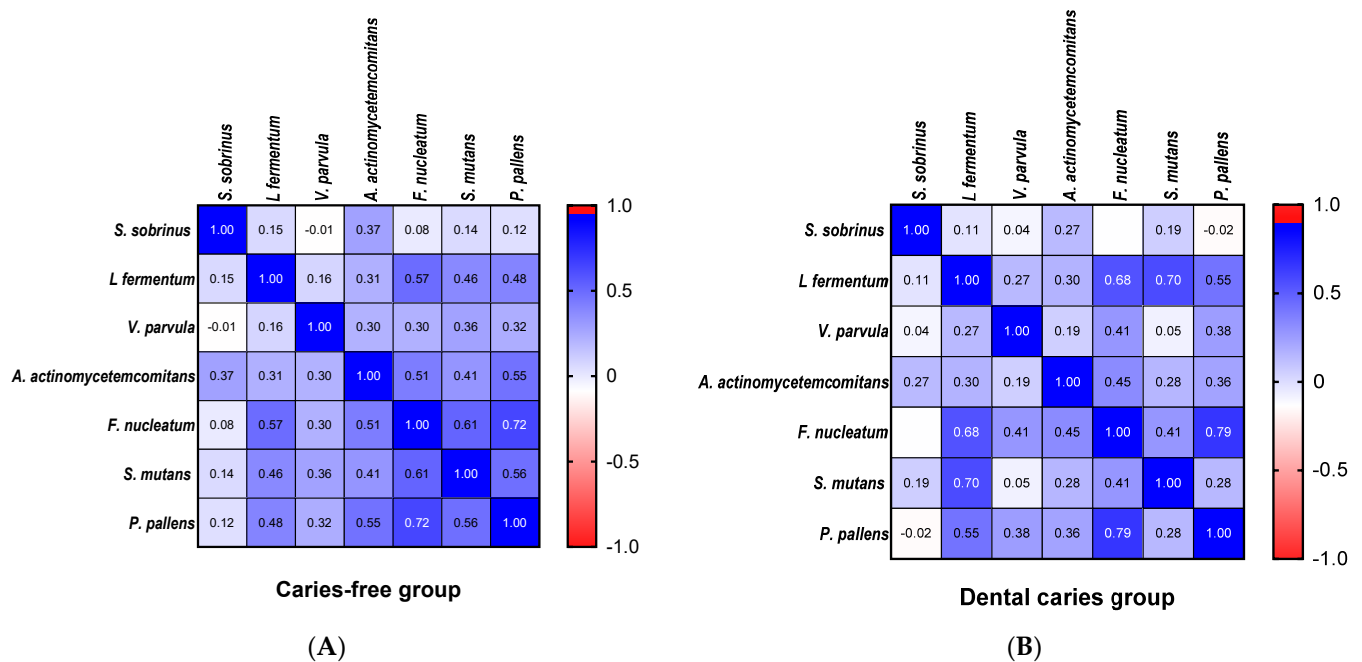 S. sobrinus
L fermentum
V. parvula
A. actinomycetemcomitans
F. nucleatum
S. mutans
P. pallens
S. sobrinus 1.00 0.15 -0.01 0.37 0.08 0.14 0.12
L fermentum 0.15 1.00 0.16 0.31 0.57 0.46 0.48
V. parvula -0.01 0.16 1.00 0.30 0.30 0.36 0.32
A. actinomycetemcomitans 0.37 0.31 0.30 1.00 0.51 0.41 0.55
F. nucleatum 0.08 0.57 0.30 0.51 1.00 0.61 0.72
S. mutans 0.14 0.46 0.36 0.41 0.61 1.00 0.56
P. pallens 0.12 0.48 0.32 0.55 0.72 0.56 1.00
1.0
0.5
0
-0.5
-1.0
Caries-free group
(A)
S. sobrinus
L fermentum
V. parvula
A. actinomycetemcomitans
F. nucleatum
S. mutans
P. pallens
S. sobrinus 1.00 0.11 0.04 0.27 0.19 -0.02
L fermentum 0.11 1.00 0.27 0.30 0.68 0.70 0.55
V. parvula 0.04 0.27 1.00 0.19 0.41 0.05 0.38
A. actinomycetemcomitans 0.27 0.30 0.19 1.00 0.45 0.28 0.36
F. nucleatum 0.68 0.41 0.45 1.00 0.41 0.79
S. mutans 0.19 0.70 0.05 0.28 0.41 1.00 0.28
P. pallens -0.02 0.55 0.38 0.36 0.79 0.28 1.00
1.0
0.5
0
-0.5
-1.0
Dental caries group
(B)